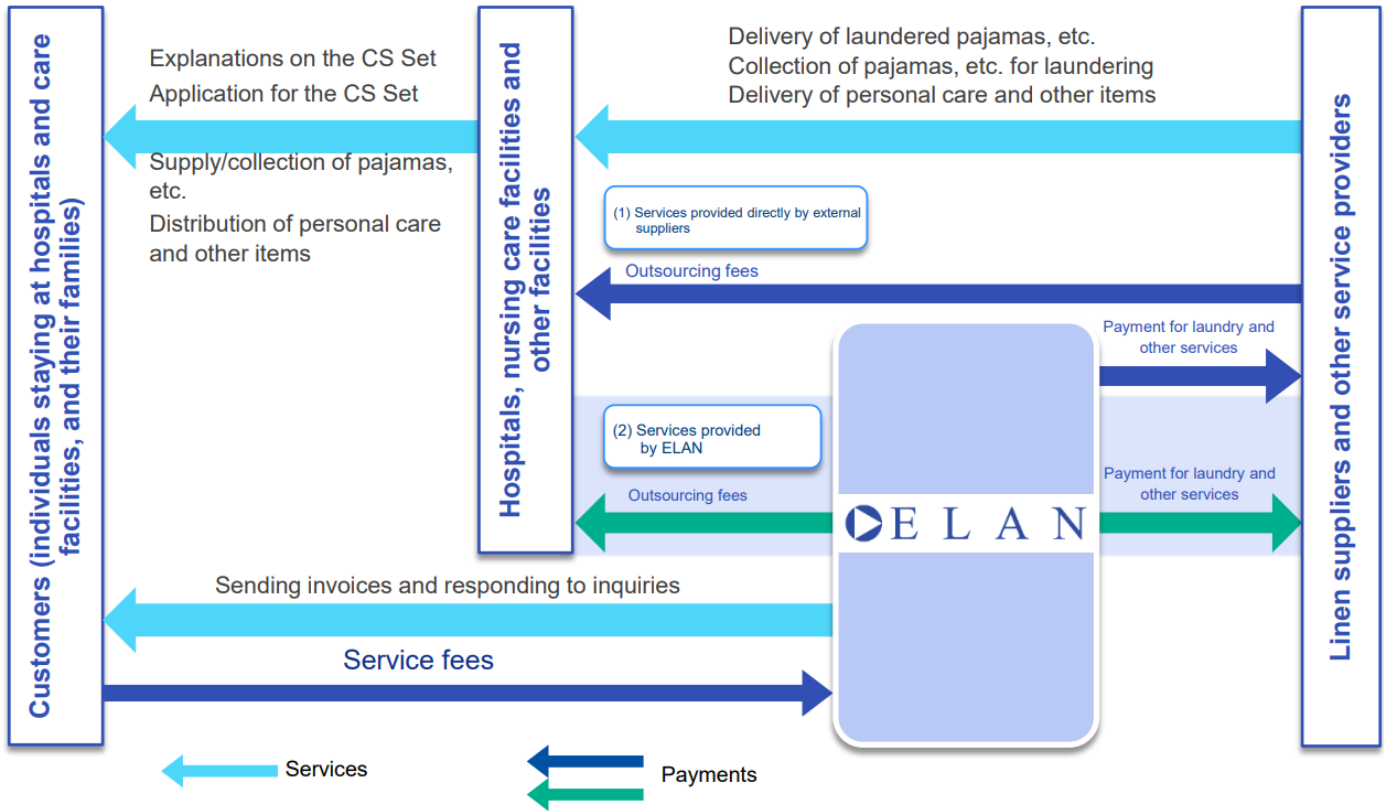 Customers (individuals staying at hospitals and care
facilities, and their families)
Explanations on the CS Set
Application for the CS Set
Supply/collection of pajamas,
etc.
Distribution of personal care
and other items
Hospitals, nursing care facilities and
other facilities
Delivery of laundered pajamas, etc.
Collection of pajamas, etc. for laundering
Delivery of personal care and other items
(1) Services provided directly by external
suppliers
Outsourcing fees
Payment for laundry and
other services
(2) Services provided
by ELAN
Outsourcing fees
Payment for laundry and
other services
ELAN
Linen suppliers and other service providers
Sending invoices and responding to inquiries
Service fees
Services
Payments